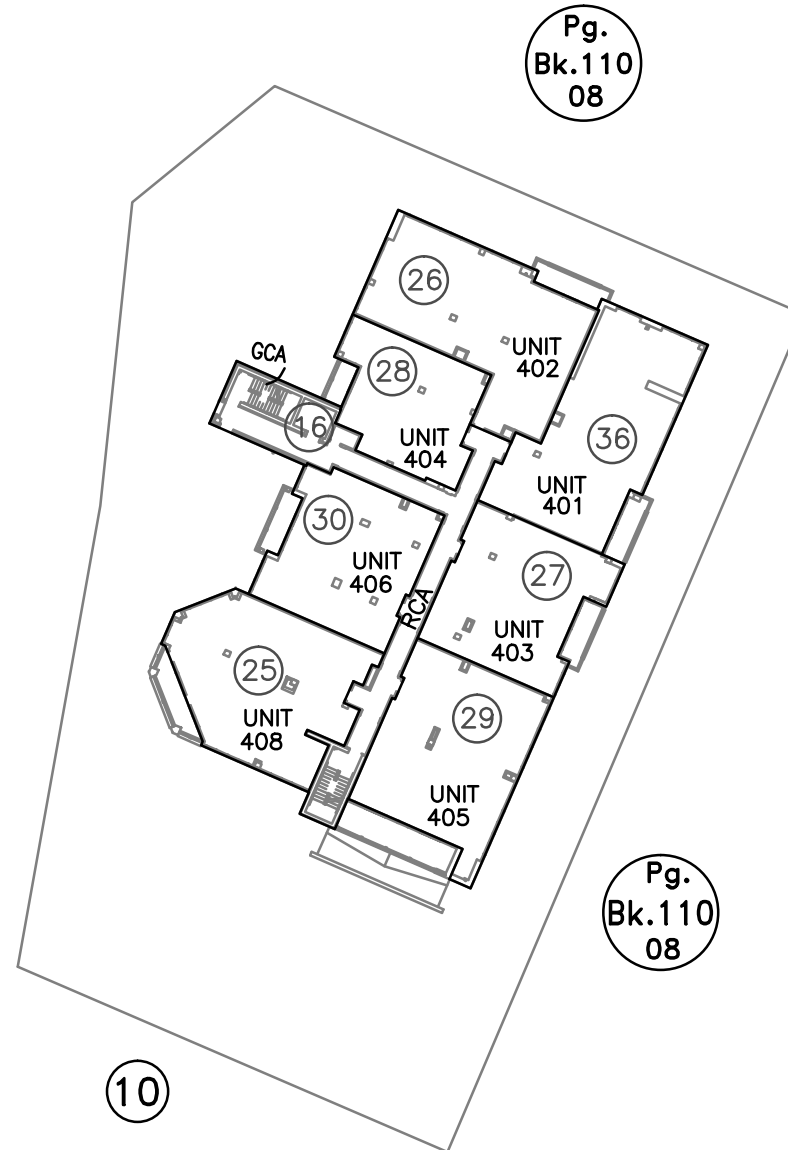 Pg.
Bk.110
08
26
UNIT
402
GCA
28
16
UNIT
404
36
UNIT
401
30
UNIT
406
27
RCA
UNIT
403
25
UNIT
408
29
UNIT
405
Pg.
Bk.110
08
10